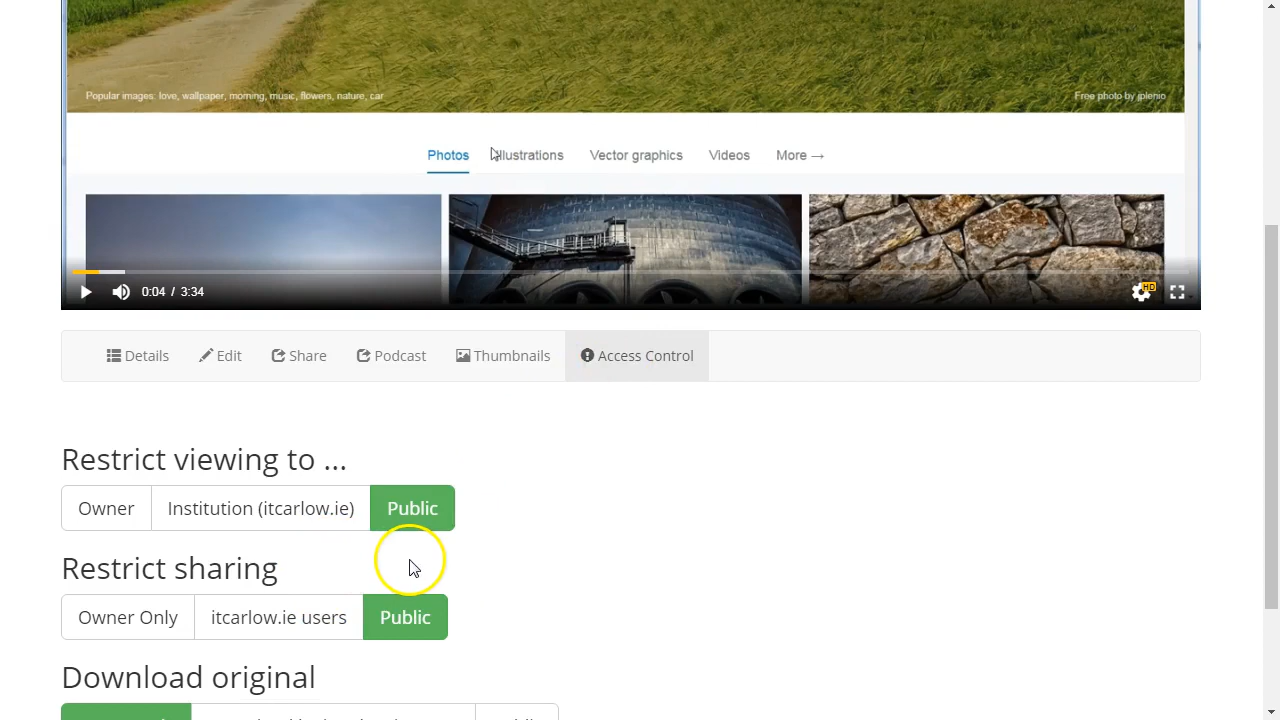 Popular images: love, wallpaper, morning, music, flowers, nature, car
Free photo by jplenio
Photos Illustrations Vector graphics Videos More →
0:04 / 3:34
HD
Details Edit Share Podcast Thumbnails Access Control
Restrict viewing to ...
Owner Institution (itcarlow.ie) Public
Restrict sharing
Owner Only itcarlow.ie users Public
Download original